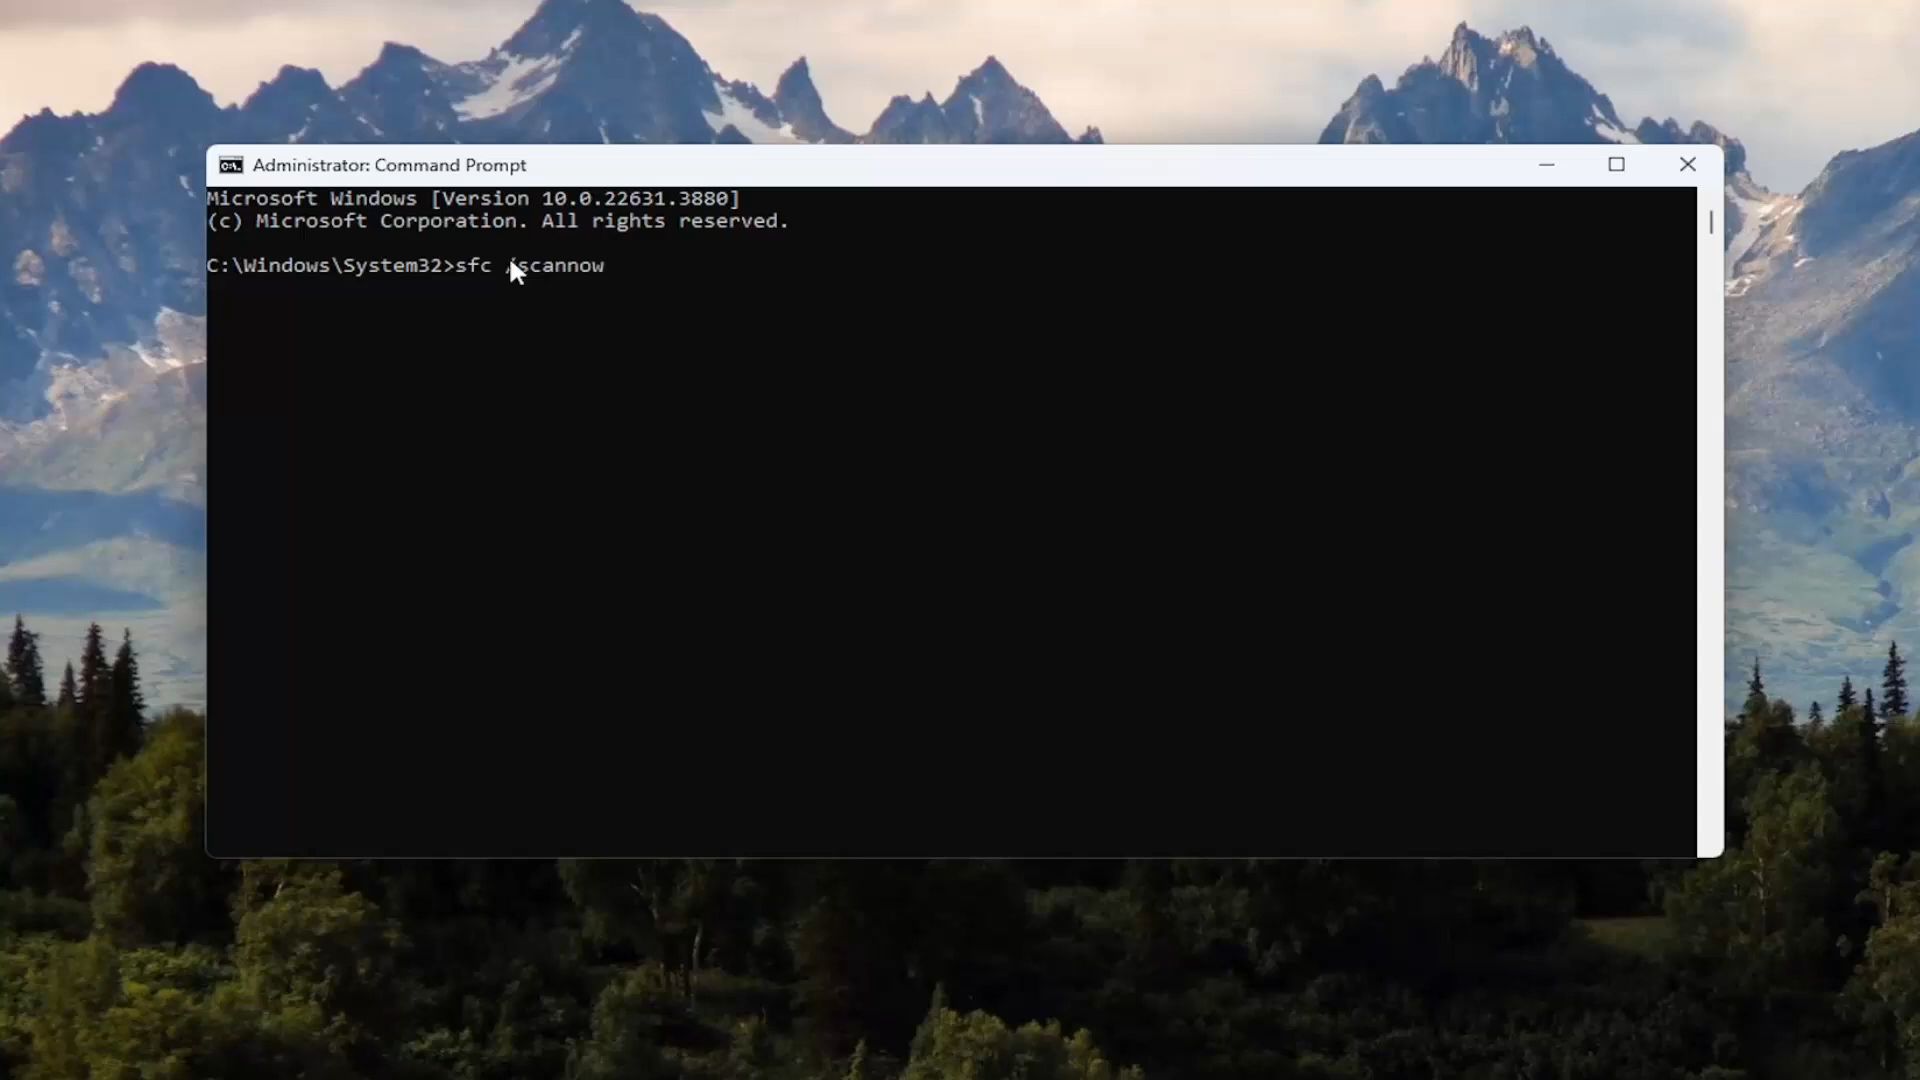 Administrator: Command Prompt
Microsoft Windows [Version 10.0.22631.3880]
(c) Microsoft Corporation. All rights reserved.
C:\Windows\System32>sfc /scannow